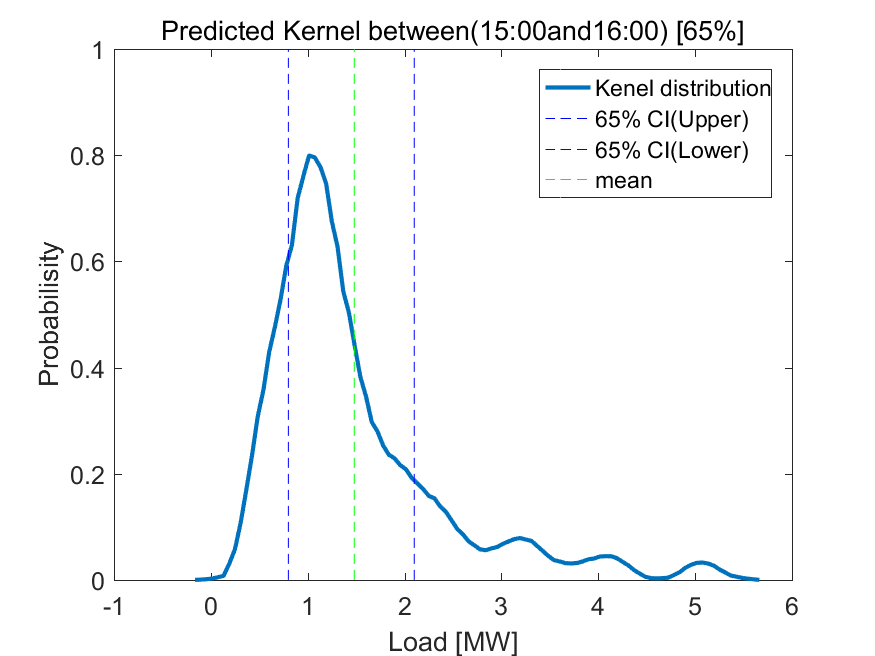 Predicted Kernel between(15:00and16:00) [65%]
1
0.8
0.6
0.4
0.2
0
Probabilisity
-1 0 1 2 3 4 5 6
Load [MW]
Kenel distribution
65% CI(Upper)
65% CI(Lower)
mean